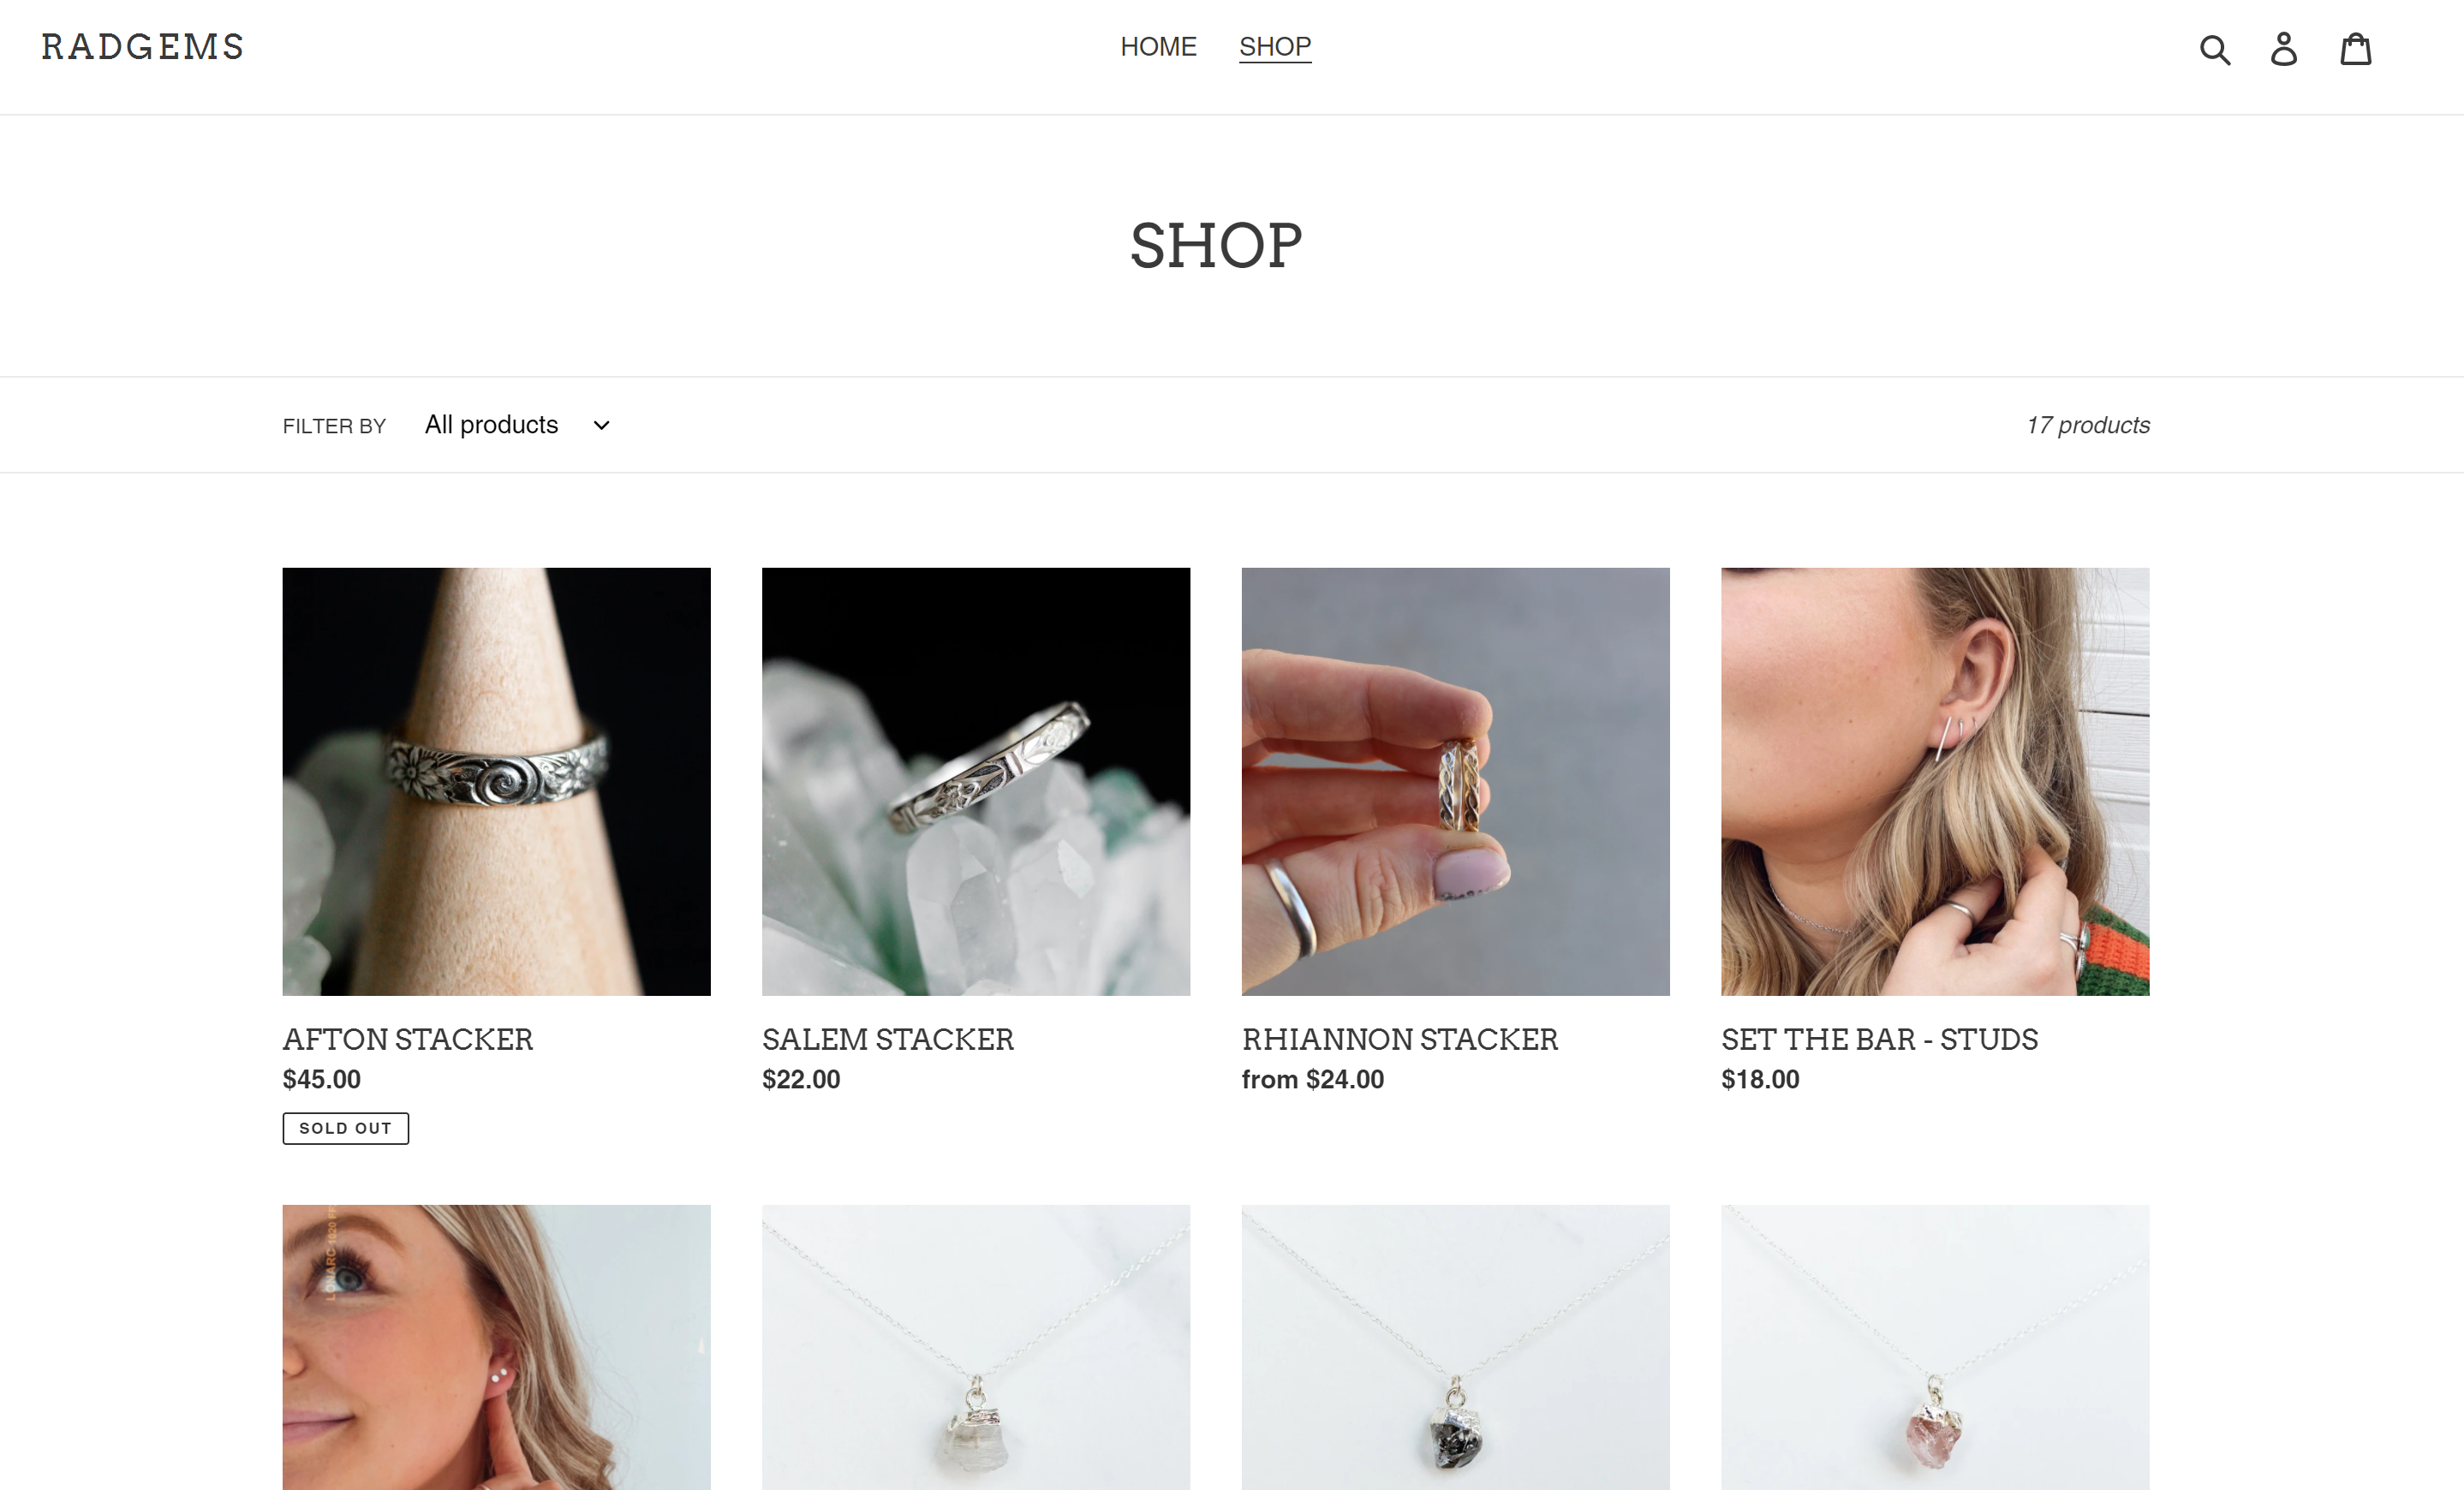 RADGEMS
HOME SHOP
SHOP
FILTER BY All products
17 products
AFTON STACKER
$45.00
SOLD OUT
SALEM STACKER
$22.00
RHIANNON STACKER
from $24.00
SET THE BAR - STUDS
$18.00